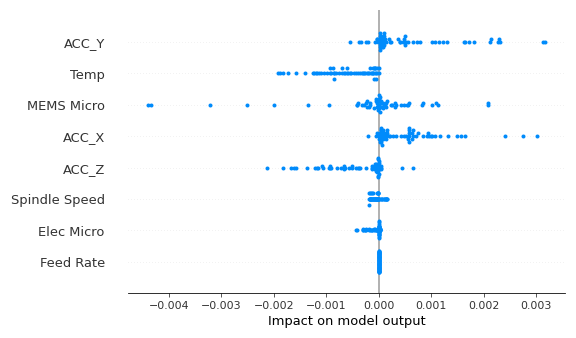 ACC_Y
Temp
MEMS Micro
ACC_X
ACC_Z
Spindle Speed
Elec Micro
Feed Rate
−0.004 −0.003 −0.002 −0.001 0.000 0.001 0.002 0.003
Impact on model output